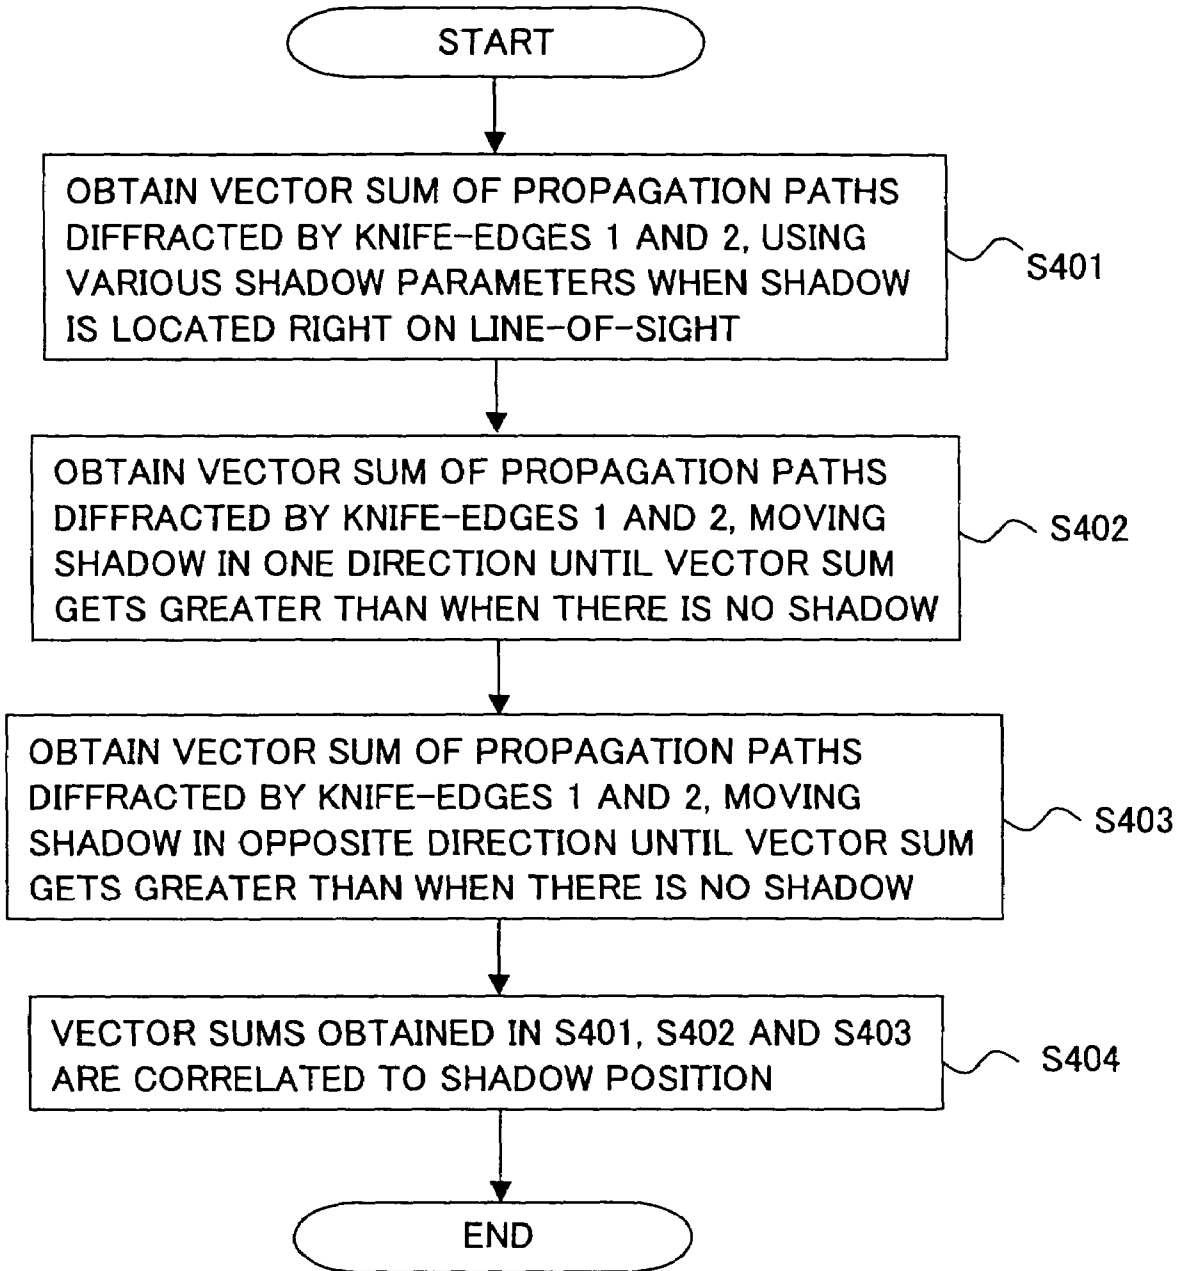 START
OBTAIN VECTOR SUM OF PROPAGATION PATHS
DIFFRACTED BY KNIFE-EDGES 1 AND 2, USING
VARIOUS SHADOW PARAMETERS WHEN SHADOW
IS LOCATED RIGHT ON LINE-OF-SIGHT
S401
OBTAIN VECTOR SUM OF PROPAGATION PATHS
DIFFRACTED BY KNIFE-EDGES 1 AND 2, MOVING
SHADOW IN ONE DIRECTION UNTIL VECTOR SUM
GETS GREATER THAN WHEN THERE IS NO SHADOW
S402
OBTAIN VECTOR SUM OF PROPAGATION PATHS
DIFFRACTED BY KNIFE-EDGES 1 AND 2, MOVING
SHADOW IN OPPOSITE DIRECTION UNTIL VECTOR SUM
GETS GREATER THAN WHEN THERE IS NO SHADOW
S403
VECTOR SUMS OBTAINED IN S401, S402 AND S403
ARE CORRELATED TO SHADOW POSITION
S404
END